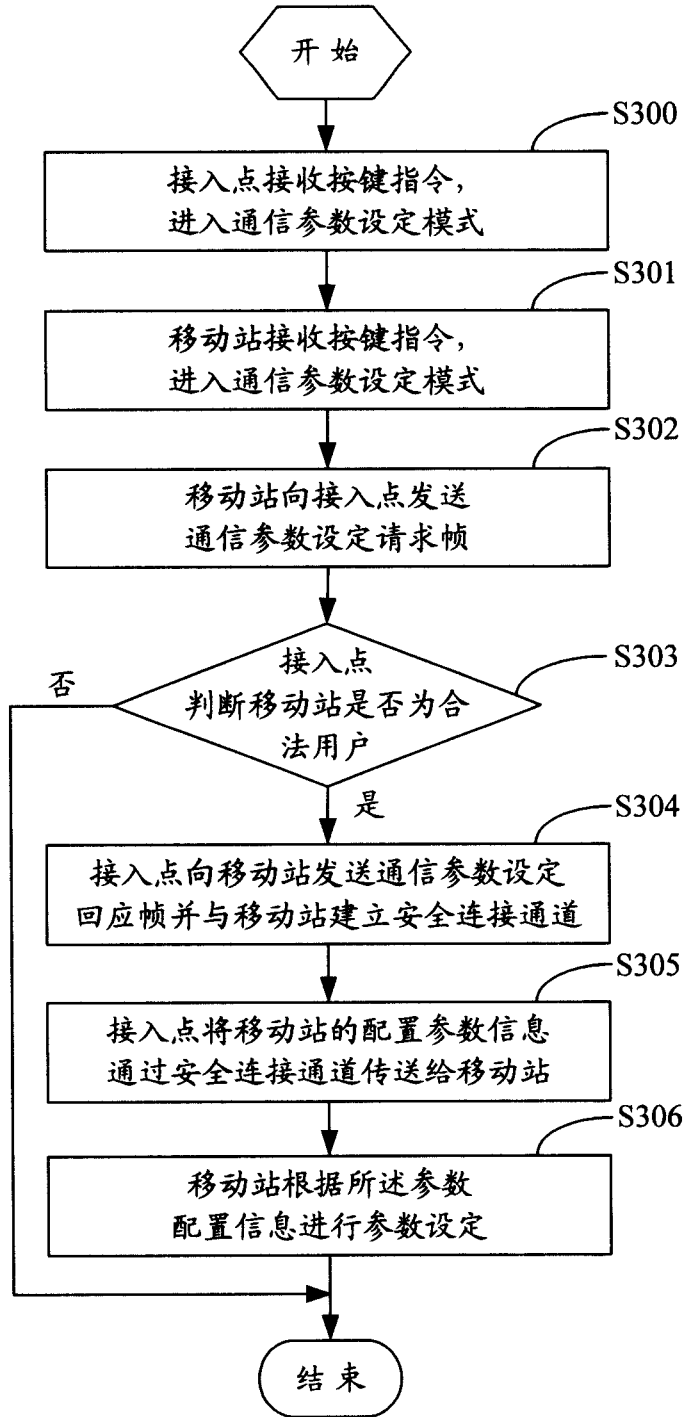 开始
S300
接入点接收按键指令，
进入通信参数设定模式
S301
移动站接收按键指令，
进入通信参数设定模式
S302
移动站向接入点发送
通信参数设定请求帧
S303
接入点
判断移动站是否为合
法用户
否
是
S304
接入点向移动站发送通信参数设定
回应帧并与移动站建立安全连接通道
S305
接入点将移动站的配置参数信息
通过安全连接通道传送给移动站
S306
移动站根据所述参数
配置信息进行参数设定
结束